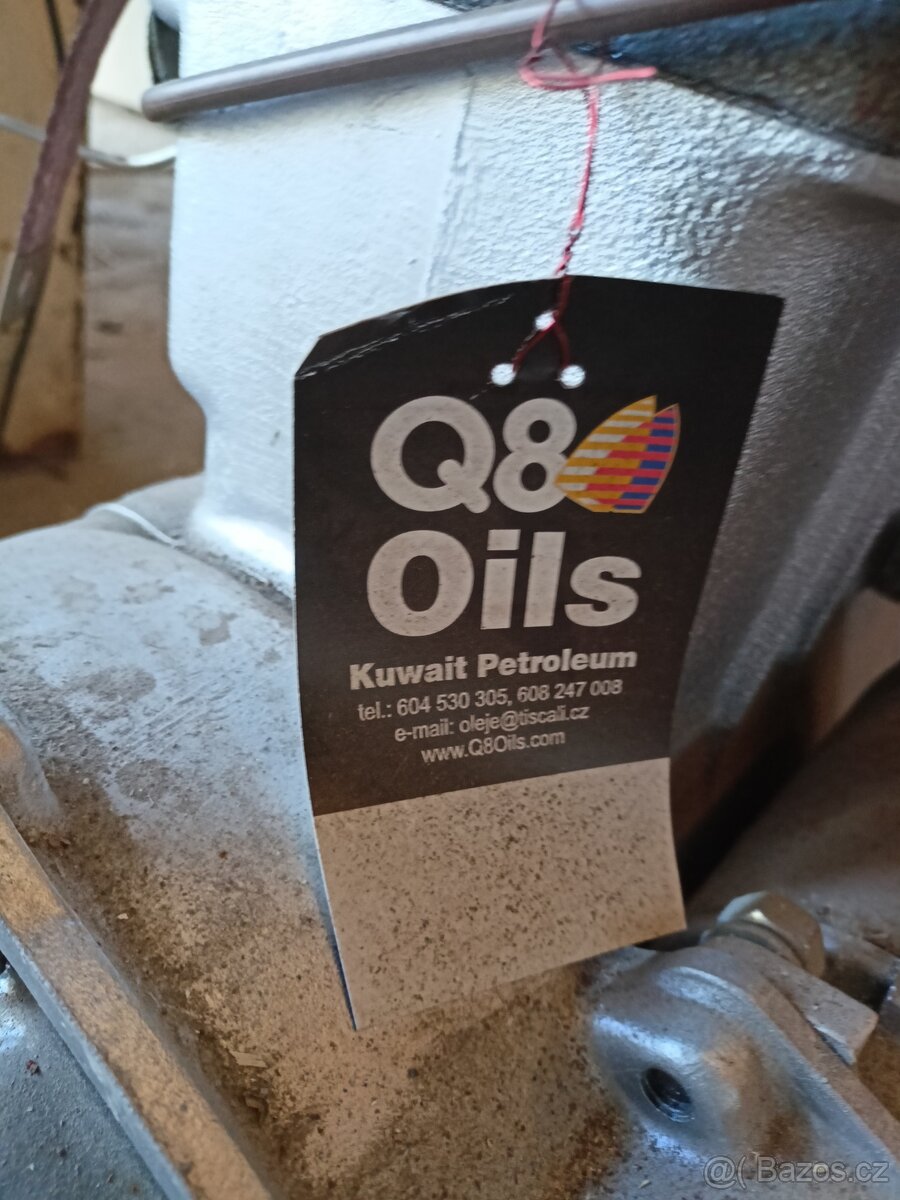 Q8
Oils
Kuwait Petroleum
tel.: 604 530 305, 608 247 008
e-mail: oleje@tiscali.cz
www.Q8Oils.com
@( Bazos.cz